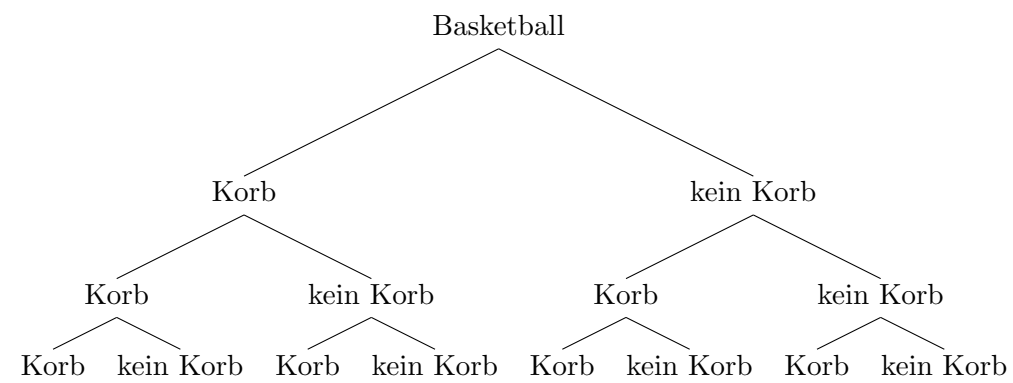 Basketball
Korb kein Korb
Korb kein Korb Korb kein Korb
Korb kein Korb Korb kein Korb Korb kein Korb Korb kein Korb